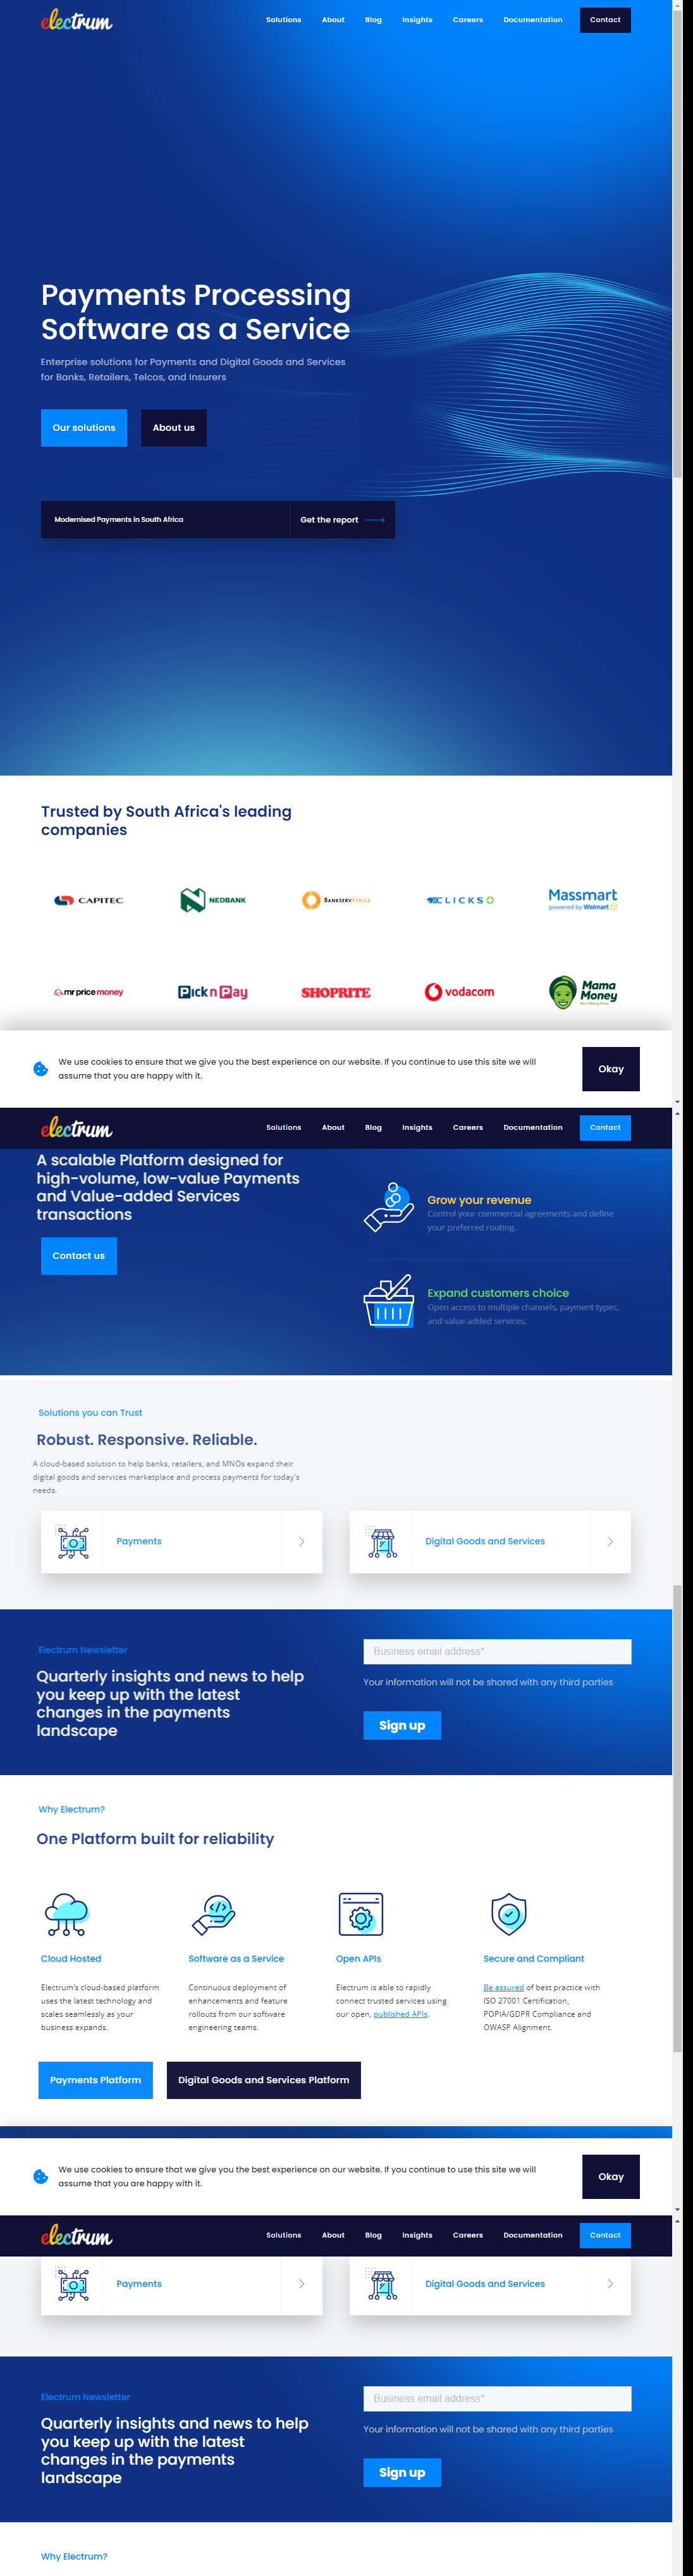 electrum
Solutions About Blog Insights Careers Documentation Contact
Payments Processing
Software as a Service
Enterprise solutions for Payments and Digital Goods and Services
for Banks, Retailers, Telcos, and Insurers
Our solutions About us
Modernised Payments in South Africa Get the report
Trusted by South Africa's leading
companies
CAPITEC NEDBANK BANKSERVAFRICA CLICKS Massmart
powered by Walmart
mr price money Pick n Pay SHOPRITE vodacom Mama
Money
We use cookies to ensure that we give you the best experience on our website. If you continue to use this site we will
assume that you are happy with it.
Okay
electrum
Solutions About Blog Insights Careers Documentation Contact
A scalable Platform designed for
high-volume, low-value Payments
and Value-added Services
transactions
Contact us
Grow your revenue
Control your commercial agreements and define
your preferred routing.
Expand customers choice
Open access to multiple channels, payment types,
and value-added services.
Solutions you can Trust
Robust. Responsive. Reliable.
A cloud-based solution to help banks, retailers, and MNOs expand their
digital goods and services marketplace and process payments for today's
needs.
Payments
Digital Goods and Services
Electrum Newsletter
Quarterly insights and news to help
you keep up with the latest
changes in the payments
landscape
Business email address*
Your information will not be shared with any third parties
Sign up
Why Electrum?
One Platform built for reliability
Cloud Hosted
Electrum's cloud-based platform
uses the latest technology and
scales seamlessly as your
business expands.
Software as a Service
Continuous deployment of
enhancements and feature
rollouts from our software
engineering teams.
Open APIs
Electrum is able to rapidly
connect trusted services using
our open, published APIs.
Secure and Compliant
Be assured of best practice with
ISO 27001 Certification,
POPIA/GDPR Compliance and
OWASP Alignment.
Payments Platform Digital Goods and Services Platform
We use cookies to ensure that we give you the best experience on our website. If you continue to use this site we will
assume that you are happy with it.
Okay
electrum
Solutions About Blog Insights Careers Documentation Contact
Payments
Digital Goods and Services
Electrum Newsletter
Quarterly insights and news to help
you keep up with the latest
changes in the payments
landscape
Business email address*
Your information will not be shared with any third parties
Sign up
Why Electrum?